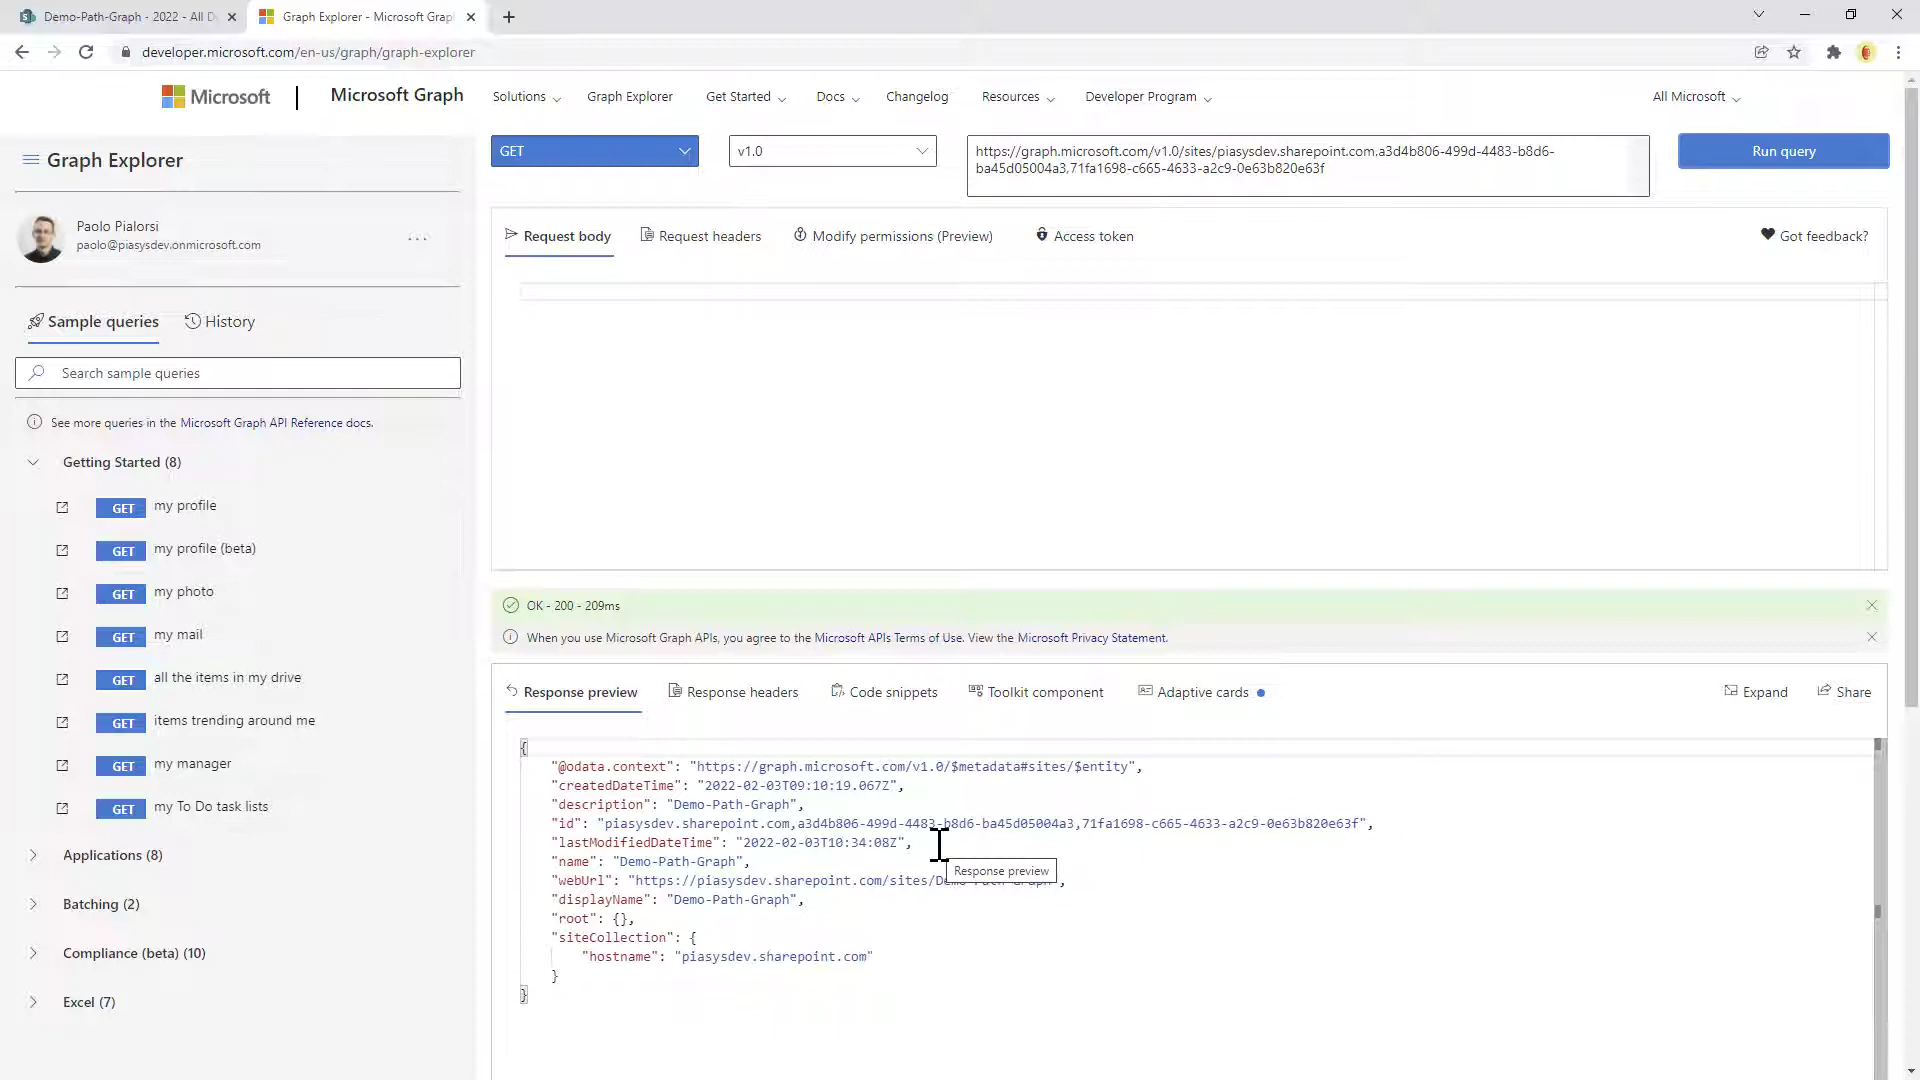 Demo-Path-Graph - 2022 - All D
Graph Explorer - Microsoft Grap
developer.microsoft.com/en-us/graph/graph-explorer
Microsoft
Microsoft Graph
Solutions
Graph Explorer
Get Started
Docs
Changelog
Resources
Developer Program
All Microsoft
Graph Explorer
GET
v1.0
https://graph.microsoft.com/v1.0/sites/piasysdev.sharepoint.com,a3d4b806-499d-4483-b8d6-
ba45d05004a3,71fa1698-c665-4633-a2c9-0e63b820e63f
Run query
Paolo Pialorsi
paolo@piasysdev.onmicrosoft.com
Request body
Request headers
Modify permissions (Preview)
Access token
Got feedback?
Sample queries
History
Search sample queries
See more queries in the Microsoft Graph API Reference docs.
Getting Started (8)
GET my profile
GET my profile (beta)
GET my photo
GET my mail
GET all the items in my drive
GET items trending around me
GET my manager
GET my To Do task lists
Applications (8)
Batching (2)
Compliance (beta) (10)
Excel (7)
OK - 200 - 209ms
When you use Microsoft Graph APIs, you agree to the Microsoft APIs Terms of Use. View the Microsoft Privacy Statement.
Response preview
Response headers
Code snippets
Toolkit component
Adaptive cards
Expand
Share
{
"@odata.context": "https://graph.microsoft.com/v1.0/$metadata#sites/$entity",
"createdDateTime": "2022-02-03T09:10:19.067Z",
"description": "Demo-Path-Graph",
"id": "piasysdev.sharepoint.com,a3d4b806-499d-4483-b8d6-ba45d05004a3,71fa1698-c665-4633-a2c9-0e63b820e63f",
"lastModifiedDateTime": "2022-02-03T10:34:08Z",
"name": "Demo-Path-Graph",
"webUrl": "https://piasysdev.sharepoint.com/sites/Demo-Path-Graph",
"displayName": "Demo-Path-Graph",
"root": {},
"siteCollection": {
"hostname": "piasysdev.sharepoint.com"
}
}
Response preview